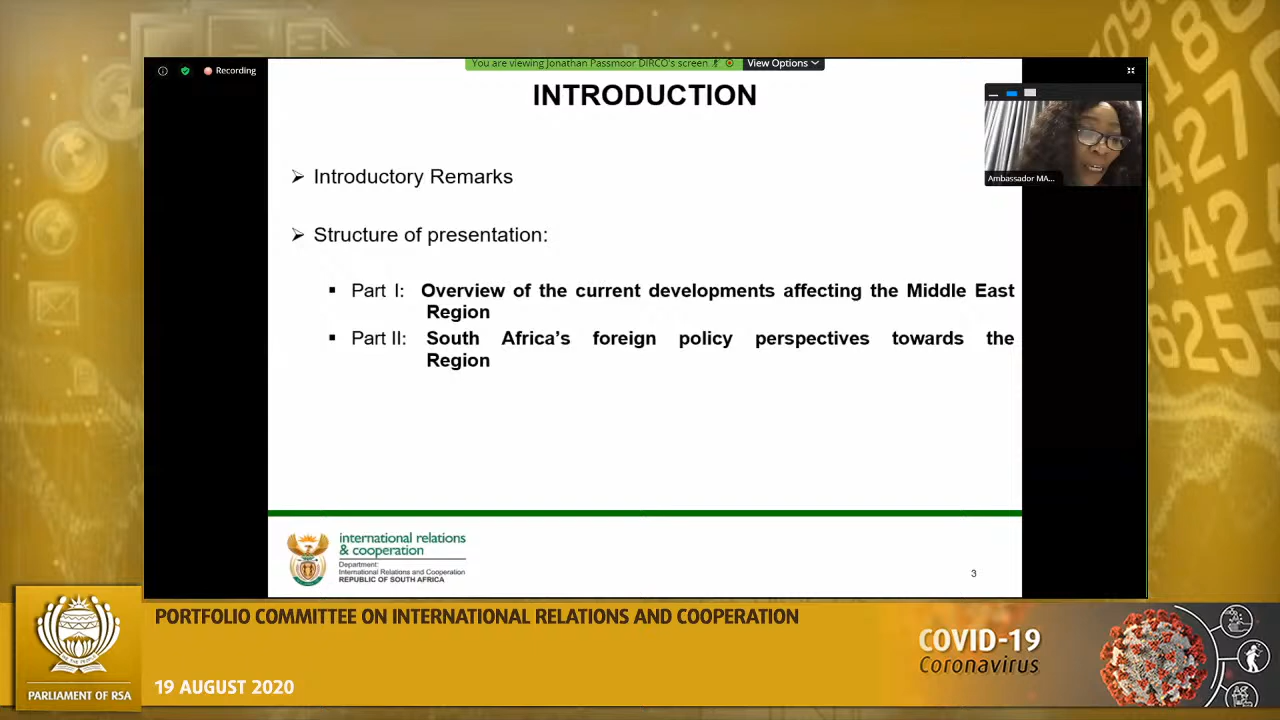 You are viewing Jonathan Passmoor DIRCO's screen
View Options
Recording
INTRODUCTION
Introductory Remarks
Ambassador MA...
Structure of presentation:
Part I: Overview of the current developments affecting the Middle East
Region
Part II: South Africa's foreign policy perspectives towards the
Region
international relations
& cooperation
Department:
International Relations and Cooperation
REPUBLIC OF SOUTH AFRICA
3
PORTFOLIO COMMITTEE ON INTERNATIONAL RELATIONS AND COOPERATION
COVID-19
Coronavirus
19 AUGUST 2020
PARLIAMENT OF RSA